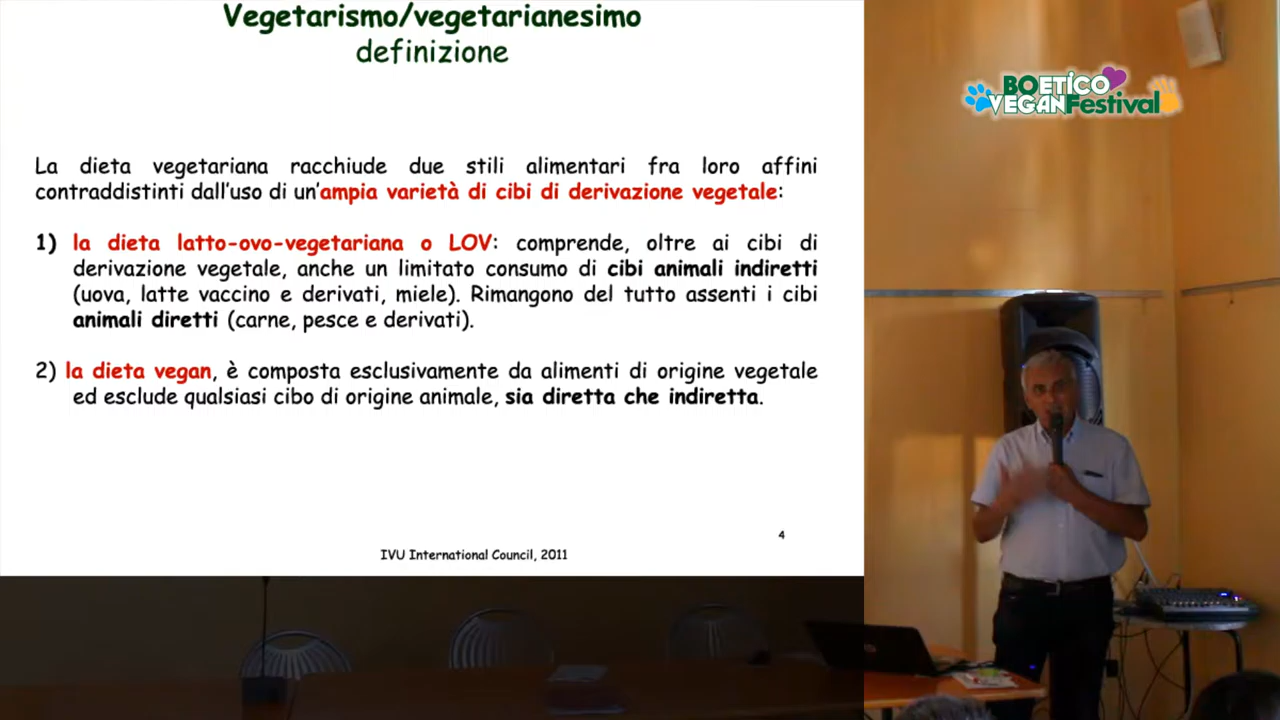 Vegetarismo/vegetarianesimo
definizione
La dieta vegetariana racchiude due stili alimentari fra loro affini
contraddistinti dall'uso di un'ampia varietà di cibi di derivazione vegetale:
1) la dieta latto-ovo-vegetariana o LOV: comprende, oltre ai cibi di
derivazione vegetale, anche un limitato consumo di cibi animali indiretti
(uova, latte vaccino e derivati, miele). Rimangono del tutto assenti i cibi
animali diretti (carne, pesce e derivati).
2) la dieta vegan, è composta esclusivamente da alimenti di origine vegetale
ed esclude qualsiasi cibo di origine animale, sia diretta che indiretta.
4
IVU International Council, 2011
BOETICO
VEGANFestival